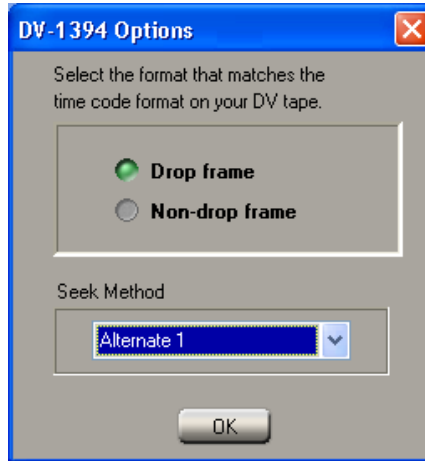 DV-1394 Options
Select the format that matches the
time code format on your DV tape.
Drop frame
Non-drop frame
Seek Method
Alternate 1
OK